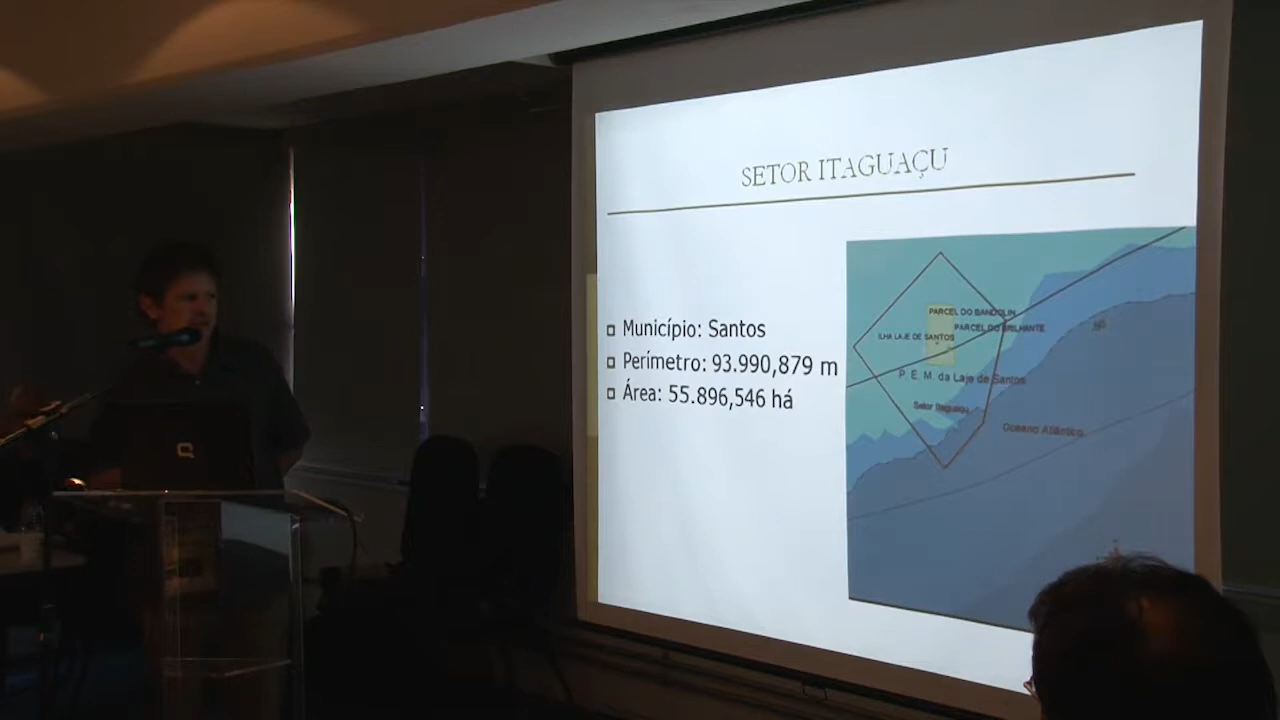 SETOR ITAGUAÇU
Município: Santos
Perímetro: 93.990,879 m
Área: 55.896,546 há
PARCEL DO BANDOLIN
PARCEL DO BRILHANTE
ILHA LAJE DE SANTOS
P. E. M. da Laje de Santos
Setor Itaguaçu
Oceano Atlântico